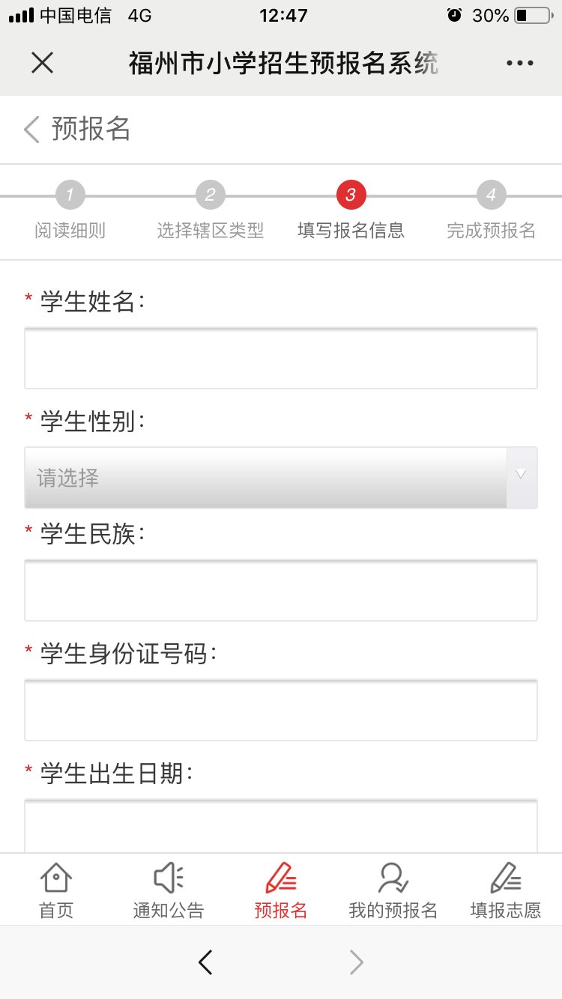 中国电信 4G 12:47 30%
福州市小学招生预报名系统
预报名
1 2 3 4
阅读细则 选择辖区类型 填写报名信息 完成预报名
* 学生姓名：
* 学生性别：
请选择
* 学生民族：
* 学生身份证号码：
* 学生出生日期：
首页 通知公告 预报名 我的预报名 填报志愿